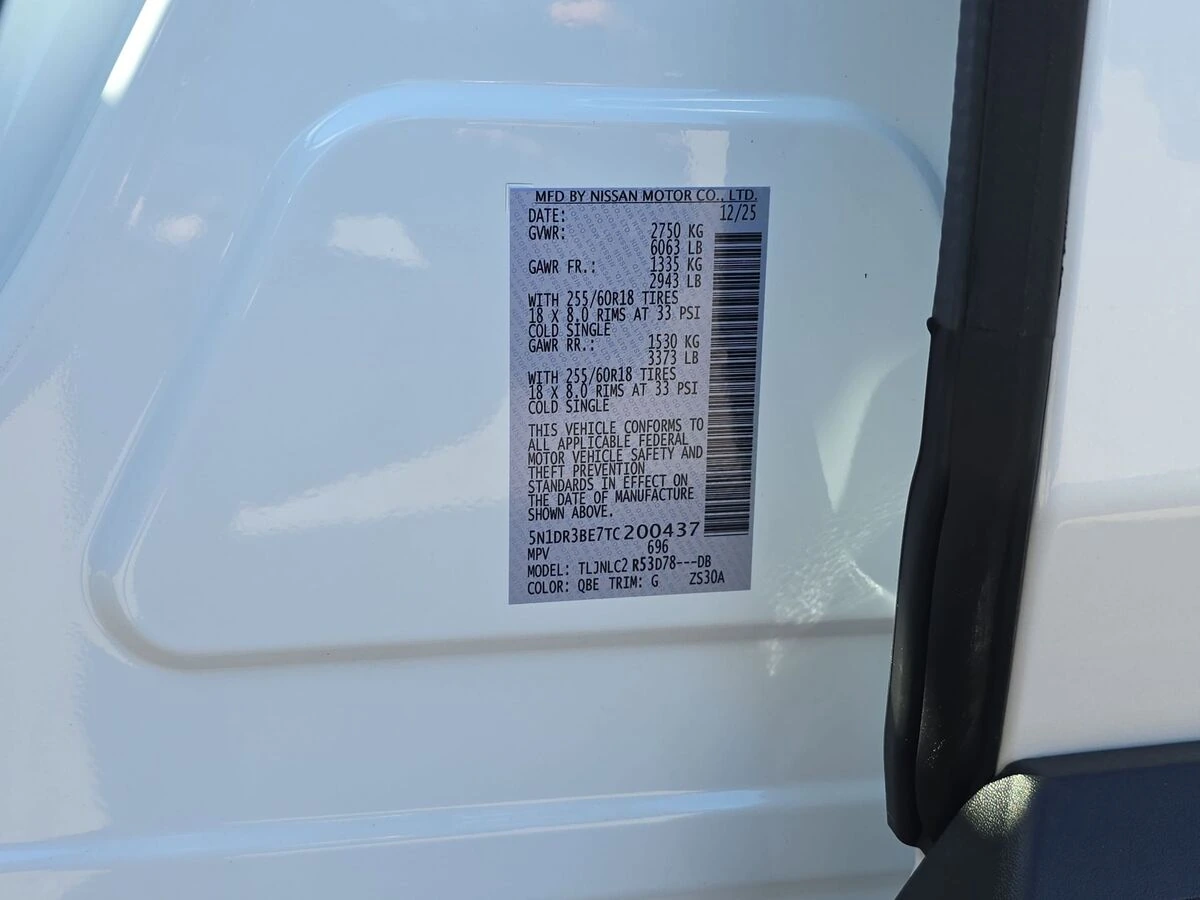 MFD BY NISSAN MOTOR CO., LTD.
DATE: 12/25
GVWR: 2750 KG
6063 LB
GAWR FR.: 1335 KG
2943 LB
WITH 255/60R18 TIRES
18 X 8.0 RIMS AT 33 PSI
COLD SINGLE
GAWR RR.: 1530 KG
3373 LB
WITH 255/60R18 TIRES
18 X 8.0 RIMS AT 33 PSI
COLD SINGLE
THIS VEHICLE CONFORMS TO
ALL APPLICABLE FEDERAL
MOTOR VEHICLE SAFETY AND
THEFT PREVENTION
STANDARDS IN EFFECT ON
THE DATE OF MANUFACTURE
SHOWN ABOVE.
5N1DR3BE7TC200437
MPV 696
MODEL: TLJNLC2 R53D78---DB
COLOR: QBE TRIM: G ZS30A